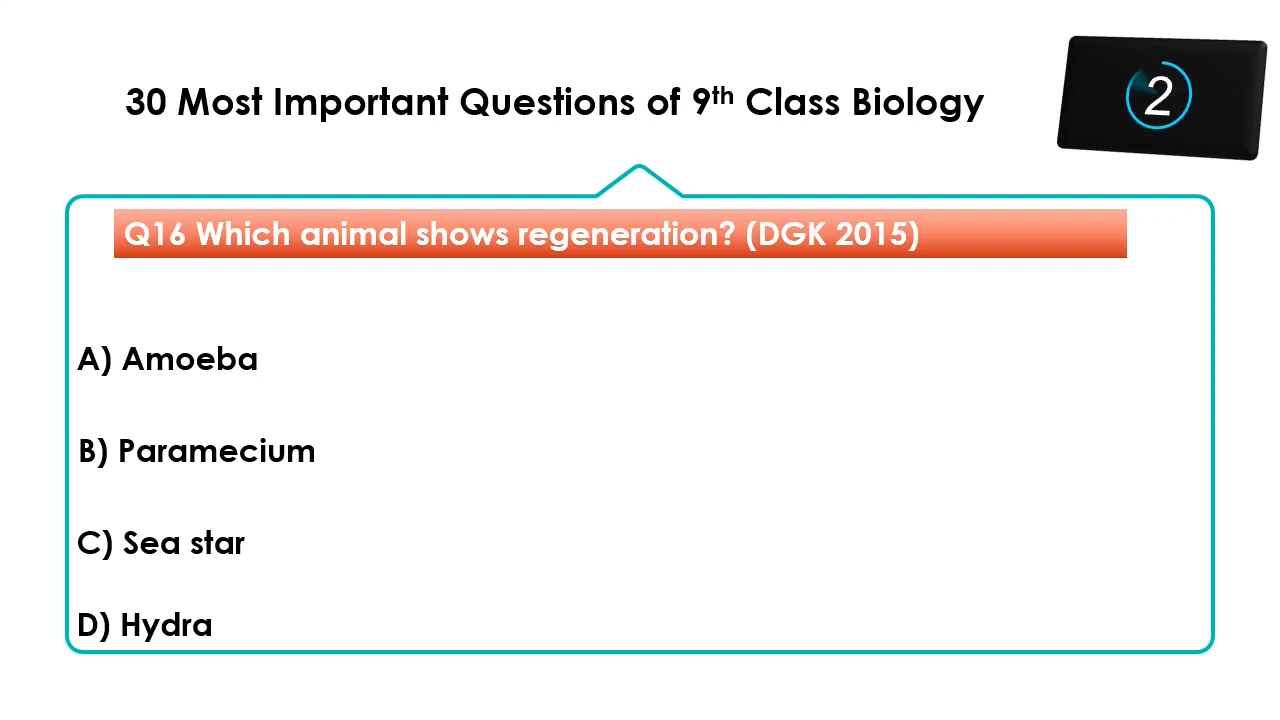 30 Most Important Questions of 9th Class Biology
2
Q16 Which animal shows regeneration? (DGK 2015)
A) Amoeba
B) Paramecium
C) Sea star
D) Hydra